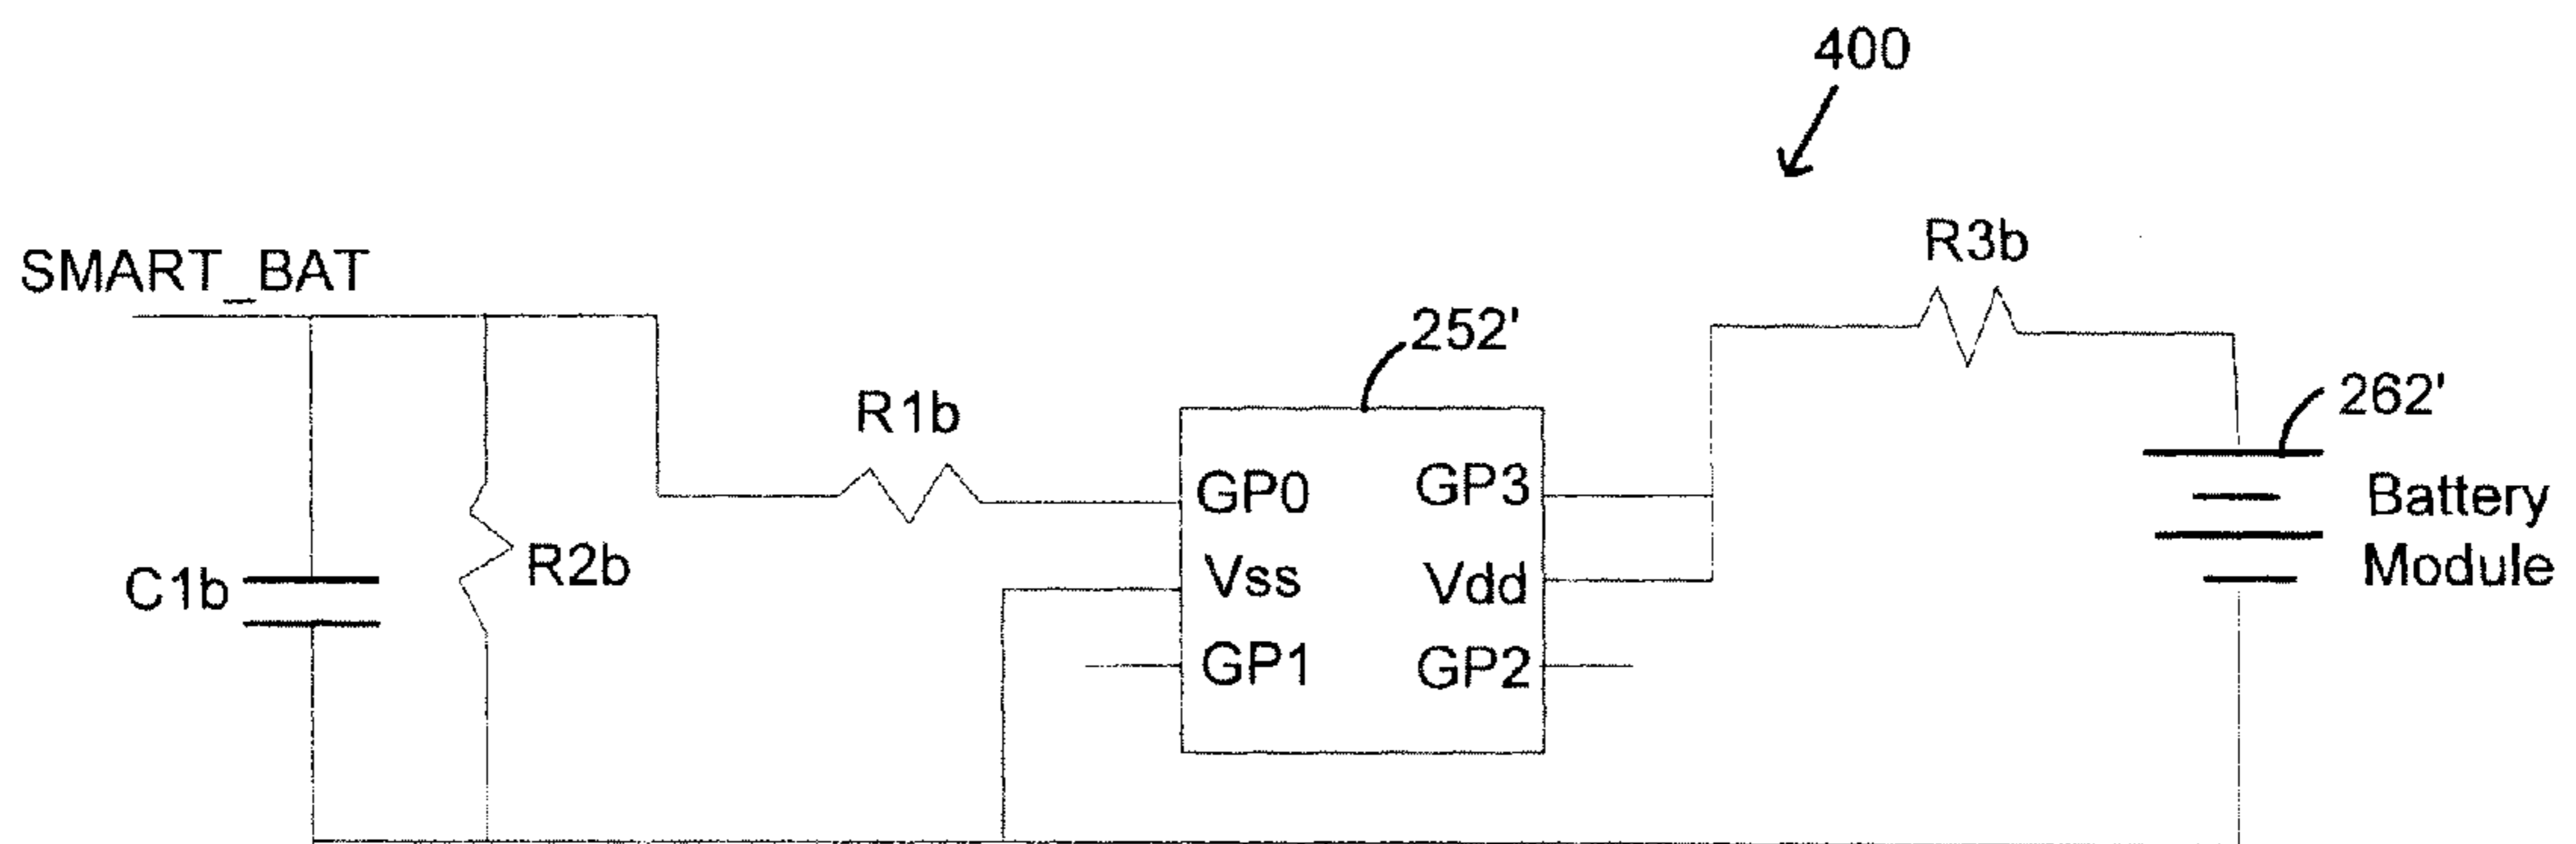 400
SMART_BAT
R3b
252'
262'
R1b
GP0
GP3
Battery
Module
C1b
R2b
Vss
Vdd
GP1
GP2